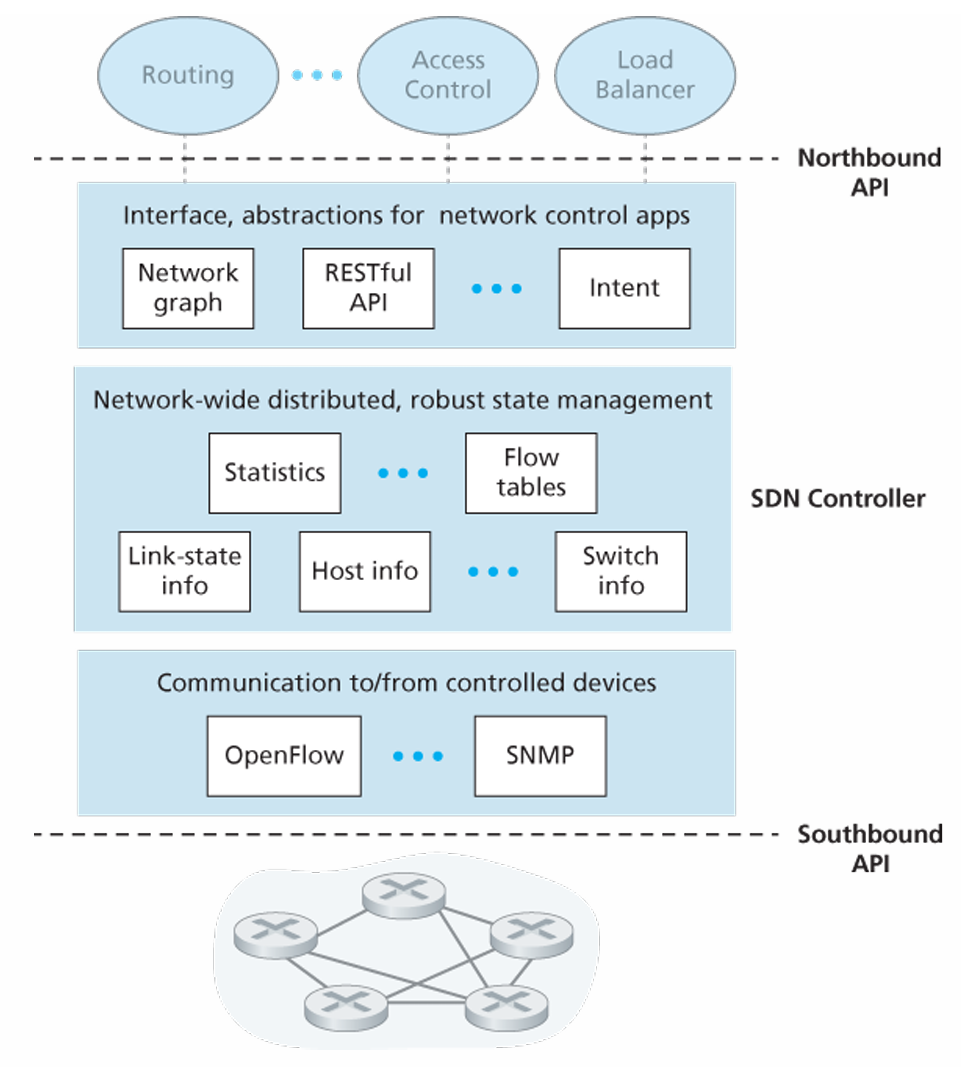 Routing
Access
Control
Load
Balancer
Northbound
API
Interface, abstractions for network control apps
Network
graph
RESTful
API
Intent
Network-wide distributed, robust state management
Statistics
Flow
tables
SDN Controller
Link-state
info
Host info
Switch
info
Communication to/from controlled devices
OpenFlow
SNMP
Southbound
API